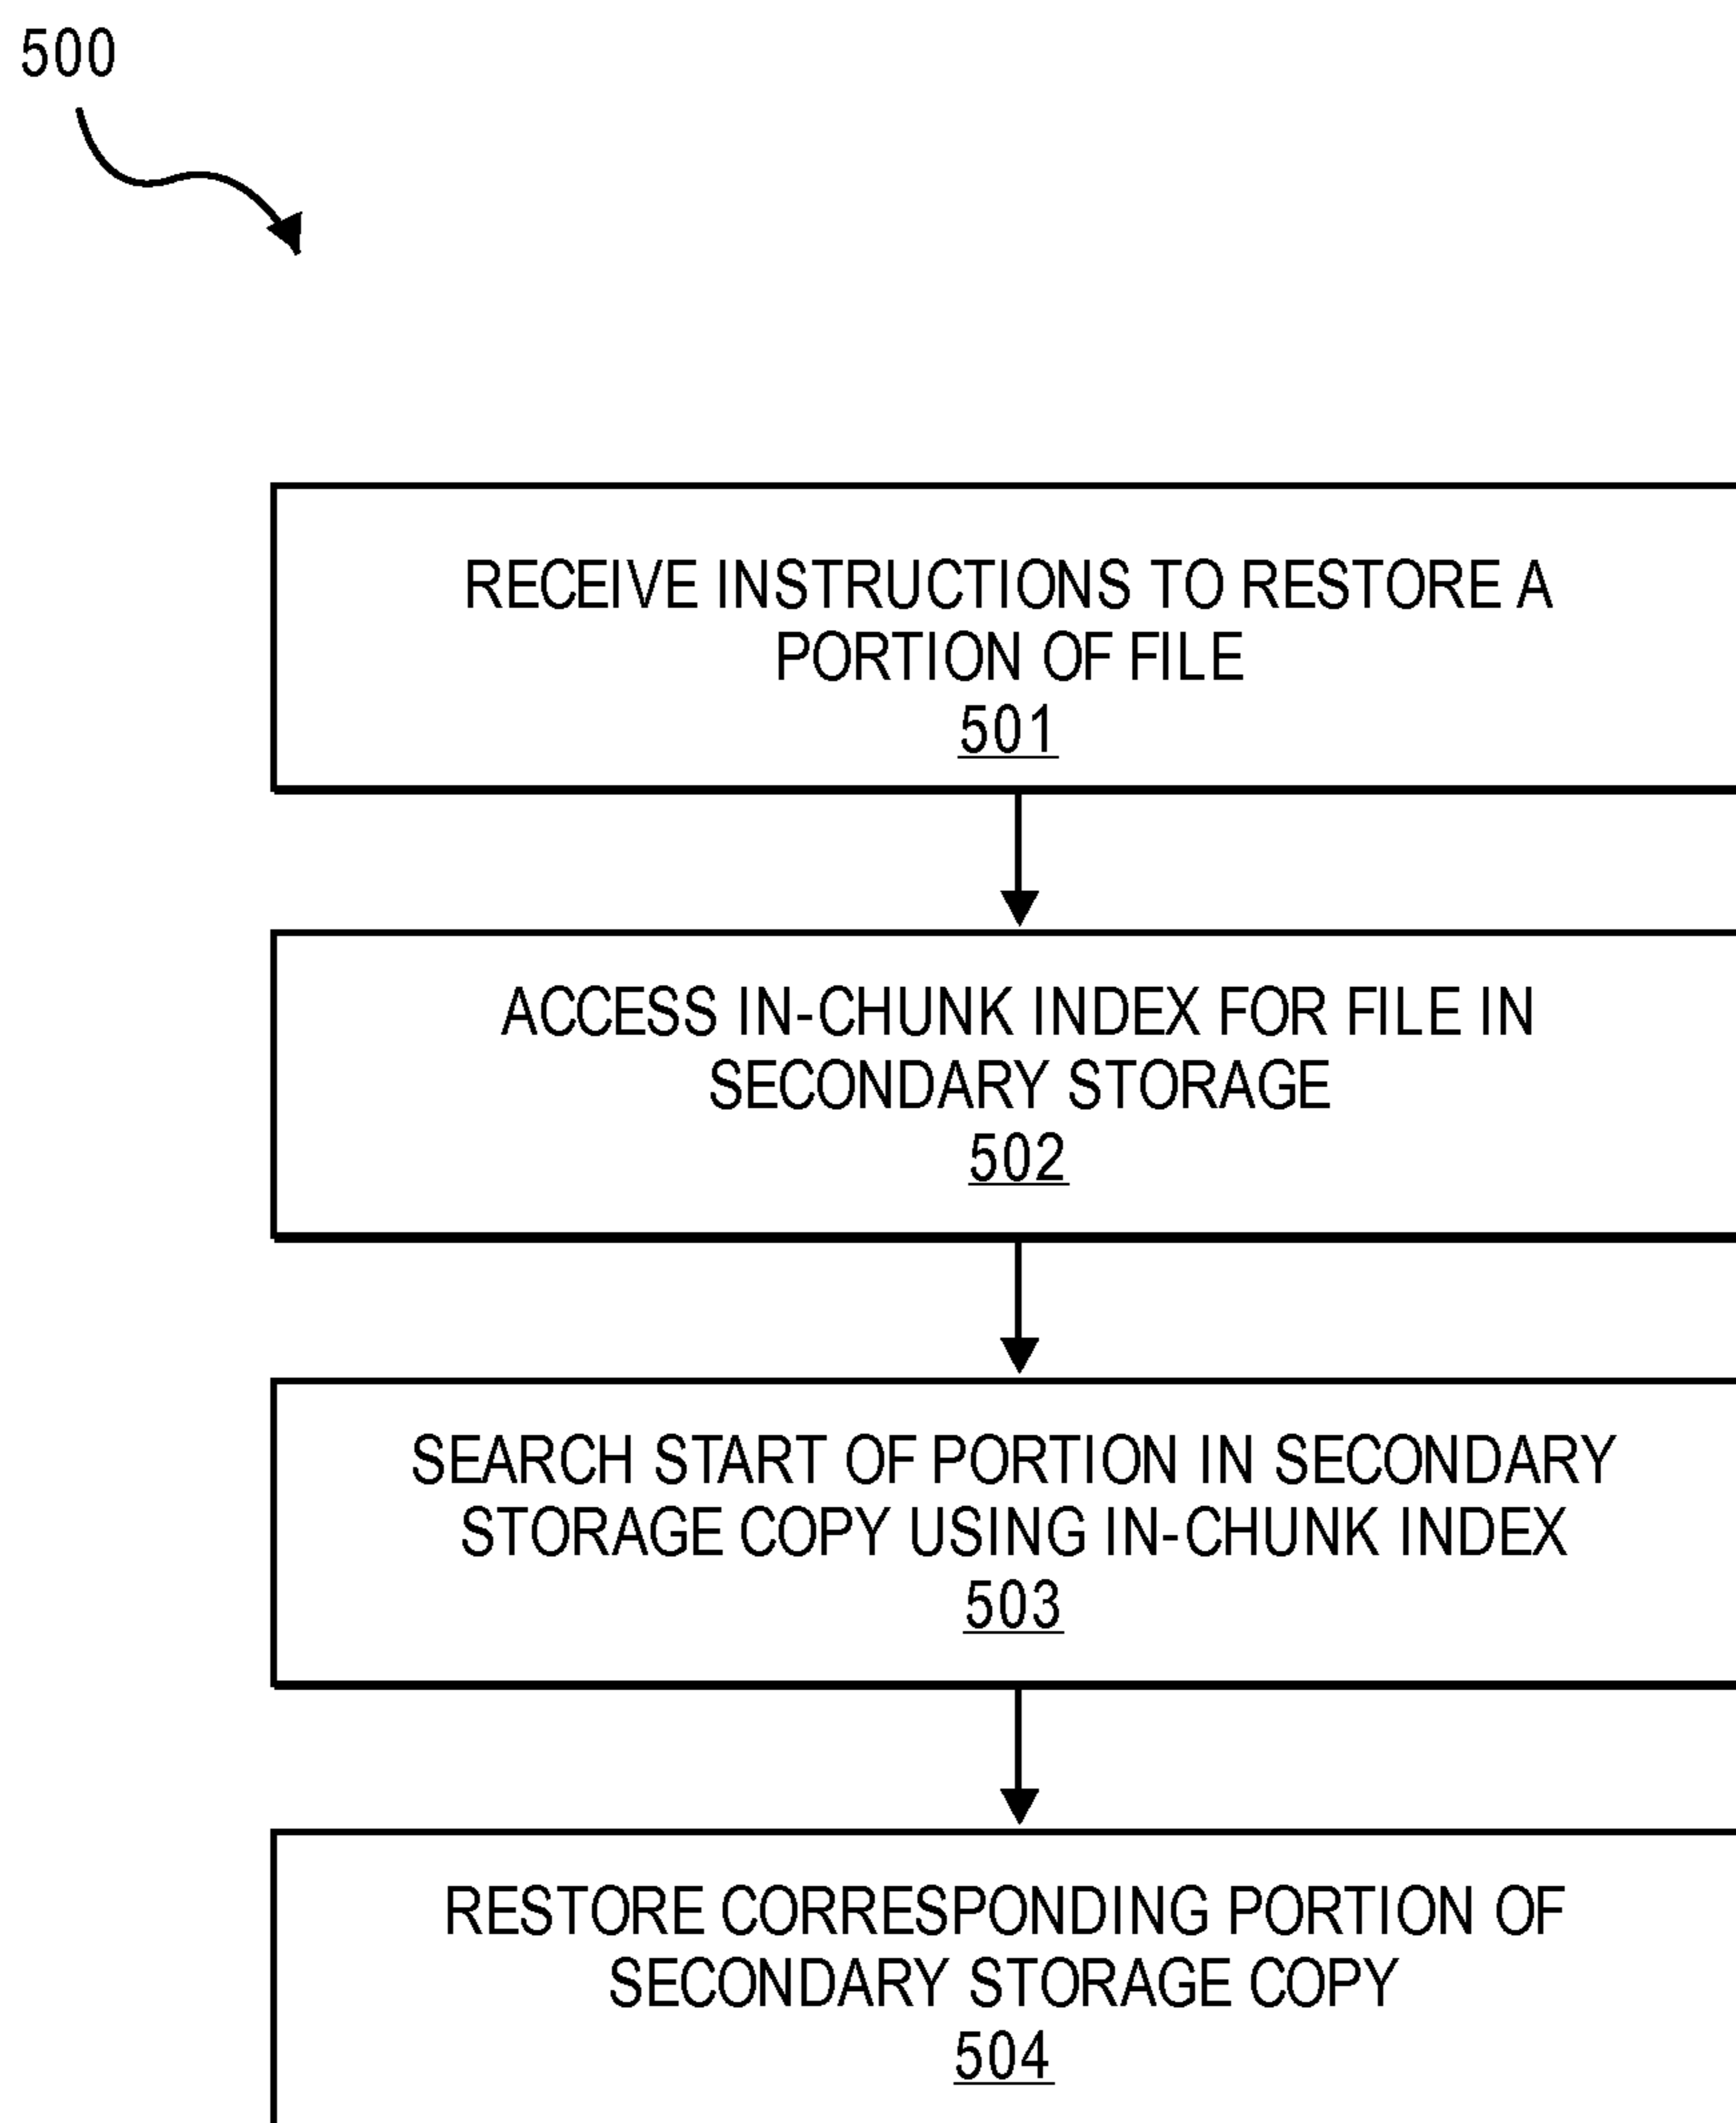 500
RECEIVE INSTRUCTIONS TO RESTORE A
PORTION OF FILE
501
ACCESS IN-CHUNK INDEX FOR FILE IN
SECONDARY STORAGE
502
SEARCH START OF PORTION IN SECONDARY
STORAGE COPY USING IN-CHUNK INDEX
503
RESTORE CORRESPONDING PORTION OF
SECONDARY STORAGE COPY
504